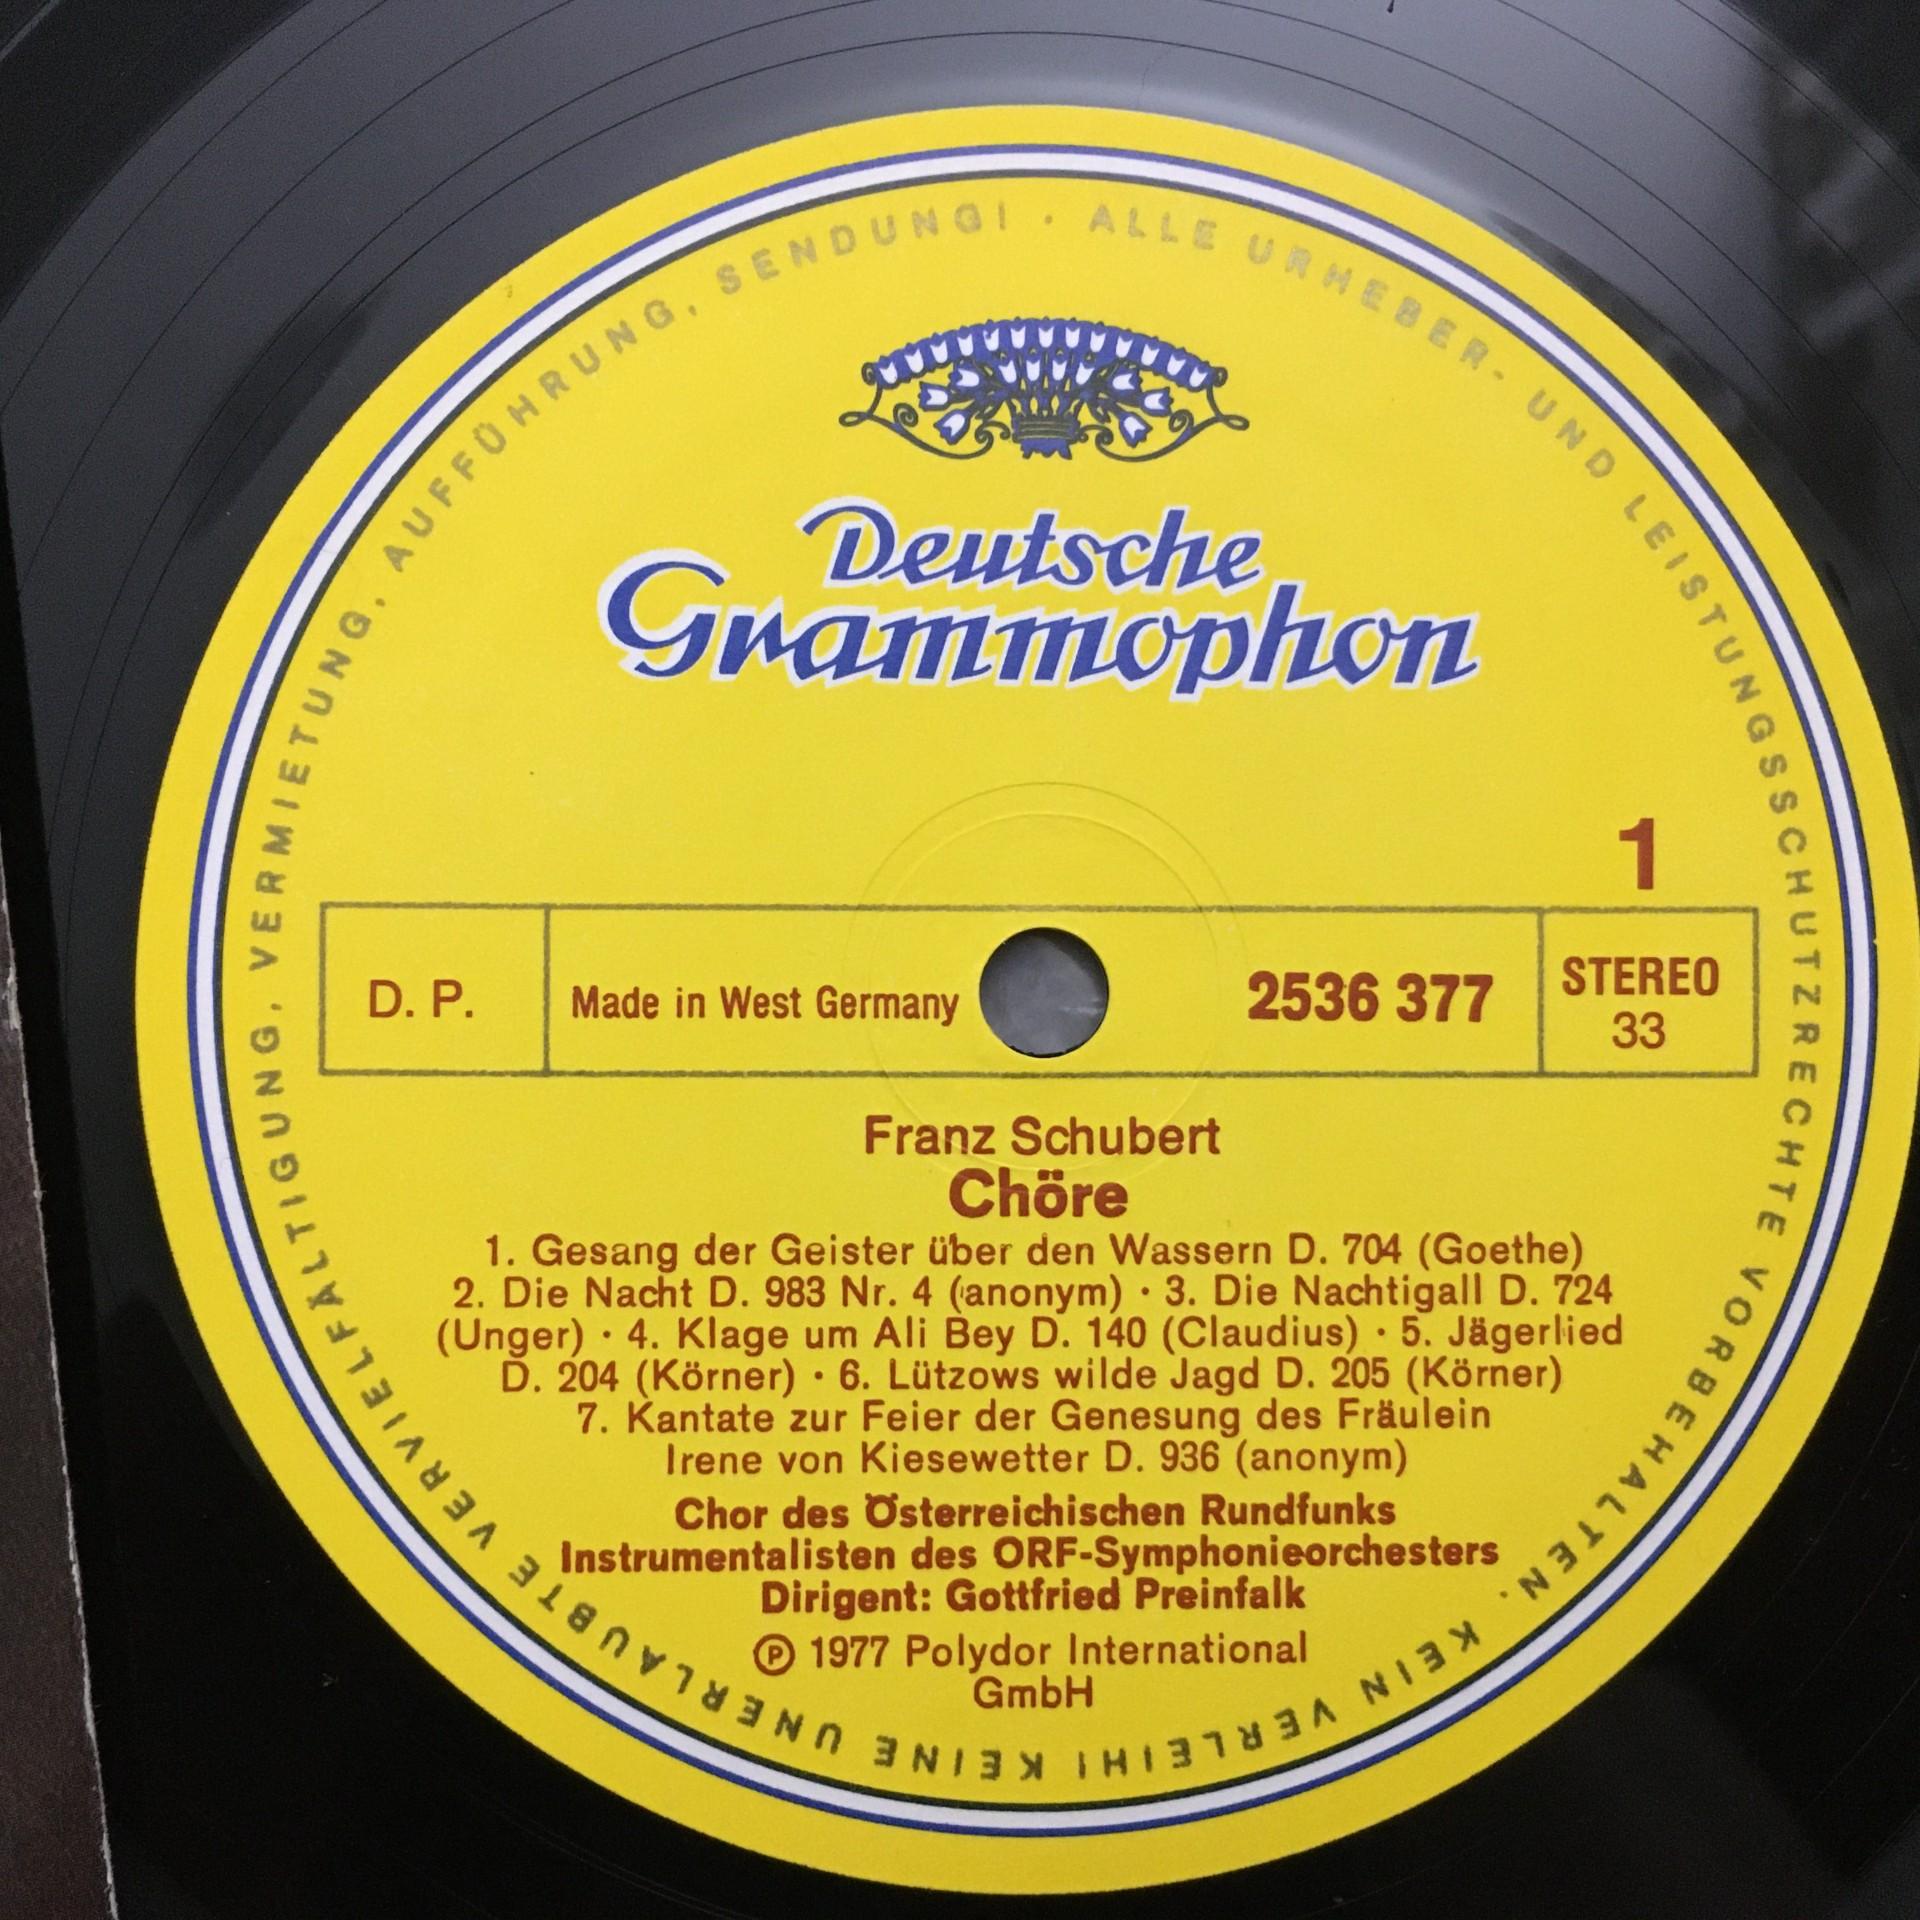 ALLE URHEBER- UND LEISTUNGSSCHUTZRECHTE VORBEHALTEN. KEIN VERLEIH! KEINE UNERLAUBTE VERVIELFÄLTIGUNG, VERMIETUNG, AUFFÜHRUNG, SENDUNG! ·
Deutsche
Grammophon
1
D. P.
Made in West Germany
2536 377
STEREO
33
Franz Schubert
Chöre
1. Gesang der Geister über den Wassern D. 704 (Goethe)
2. Die Nacht D. 983 Nr. 4 (anonym) · 3. Die Nachtigall D. 724
(Unger) · 4. Klage um Ali Bey D. 140 (Claudius) · 5. Jägerlied
D. 204 (Körner) · 6. Lützows wilde Jagd D. 205 (Körner)
7. Kantate zur Feier der Genesung des Fräulein
Irene von Kiesewetter D. 936 (anonym)
Chor des Österreichischen Rundfunks
Instrumentalisten des ORF-Symphonieorchesters
Dirigent: Gottfried Preinfalk
℗ 1977 Polydor International
GmbH